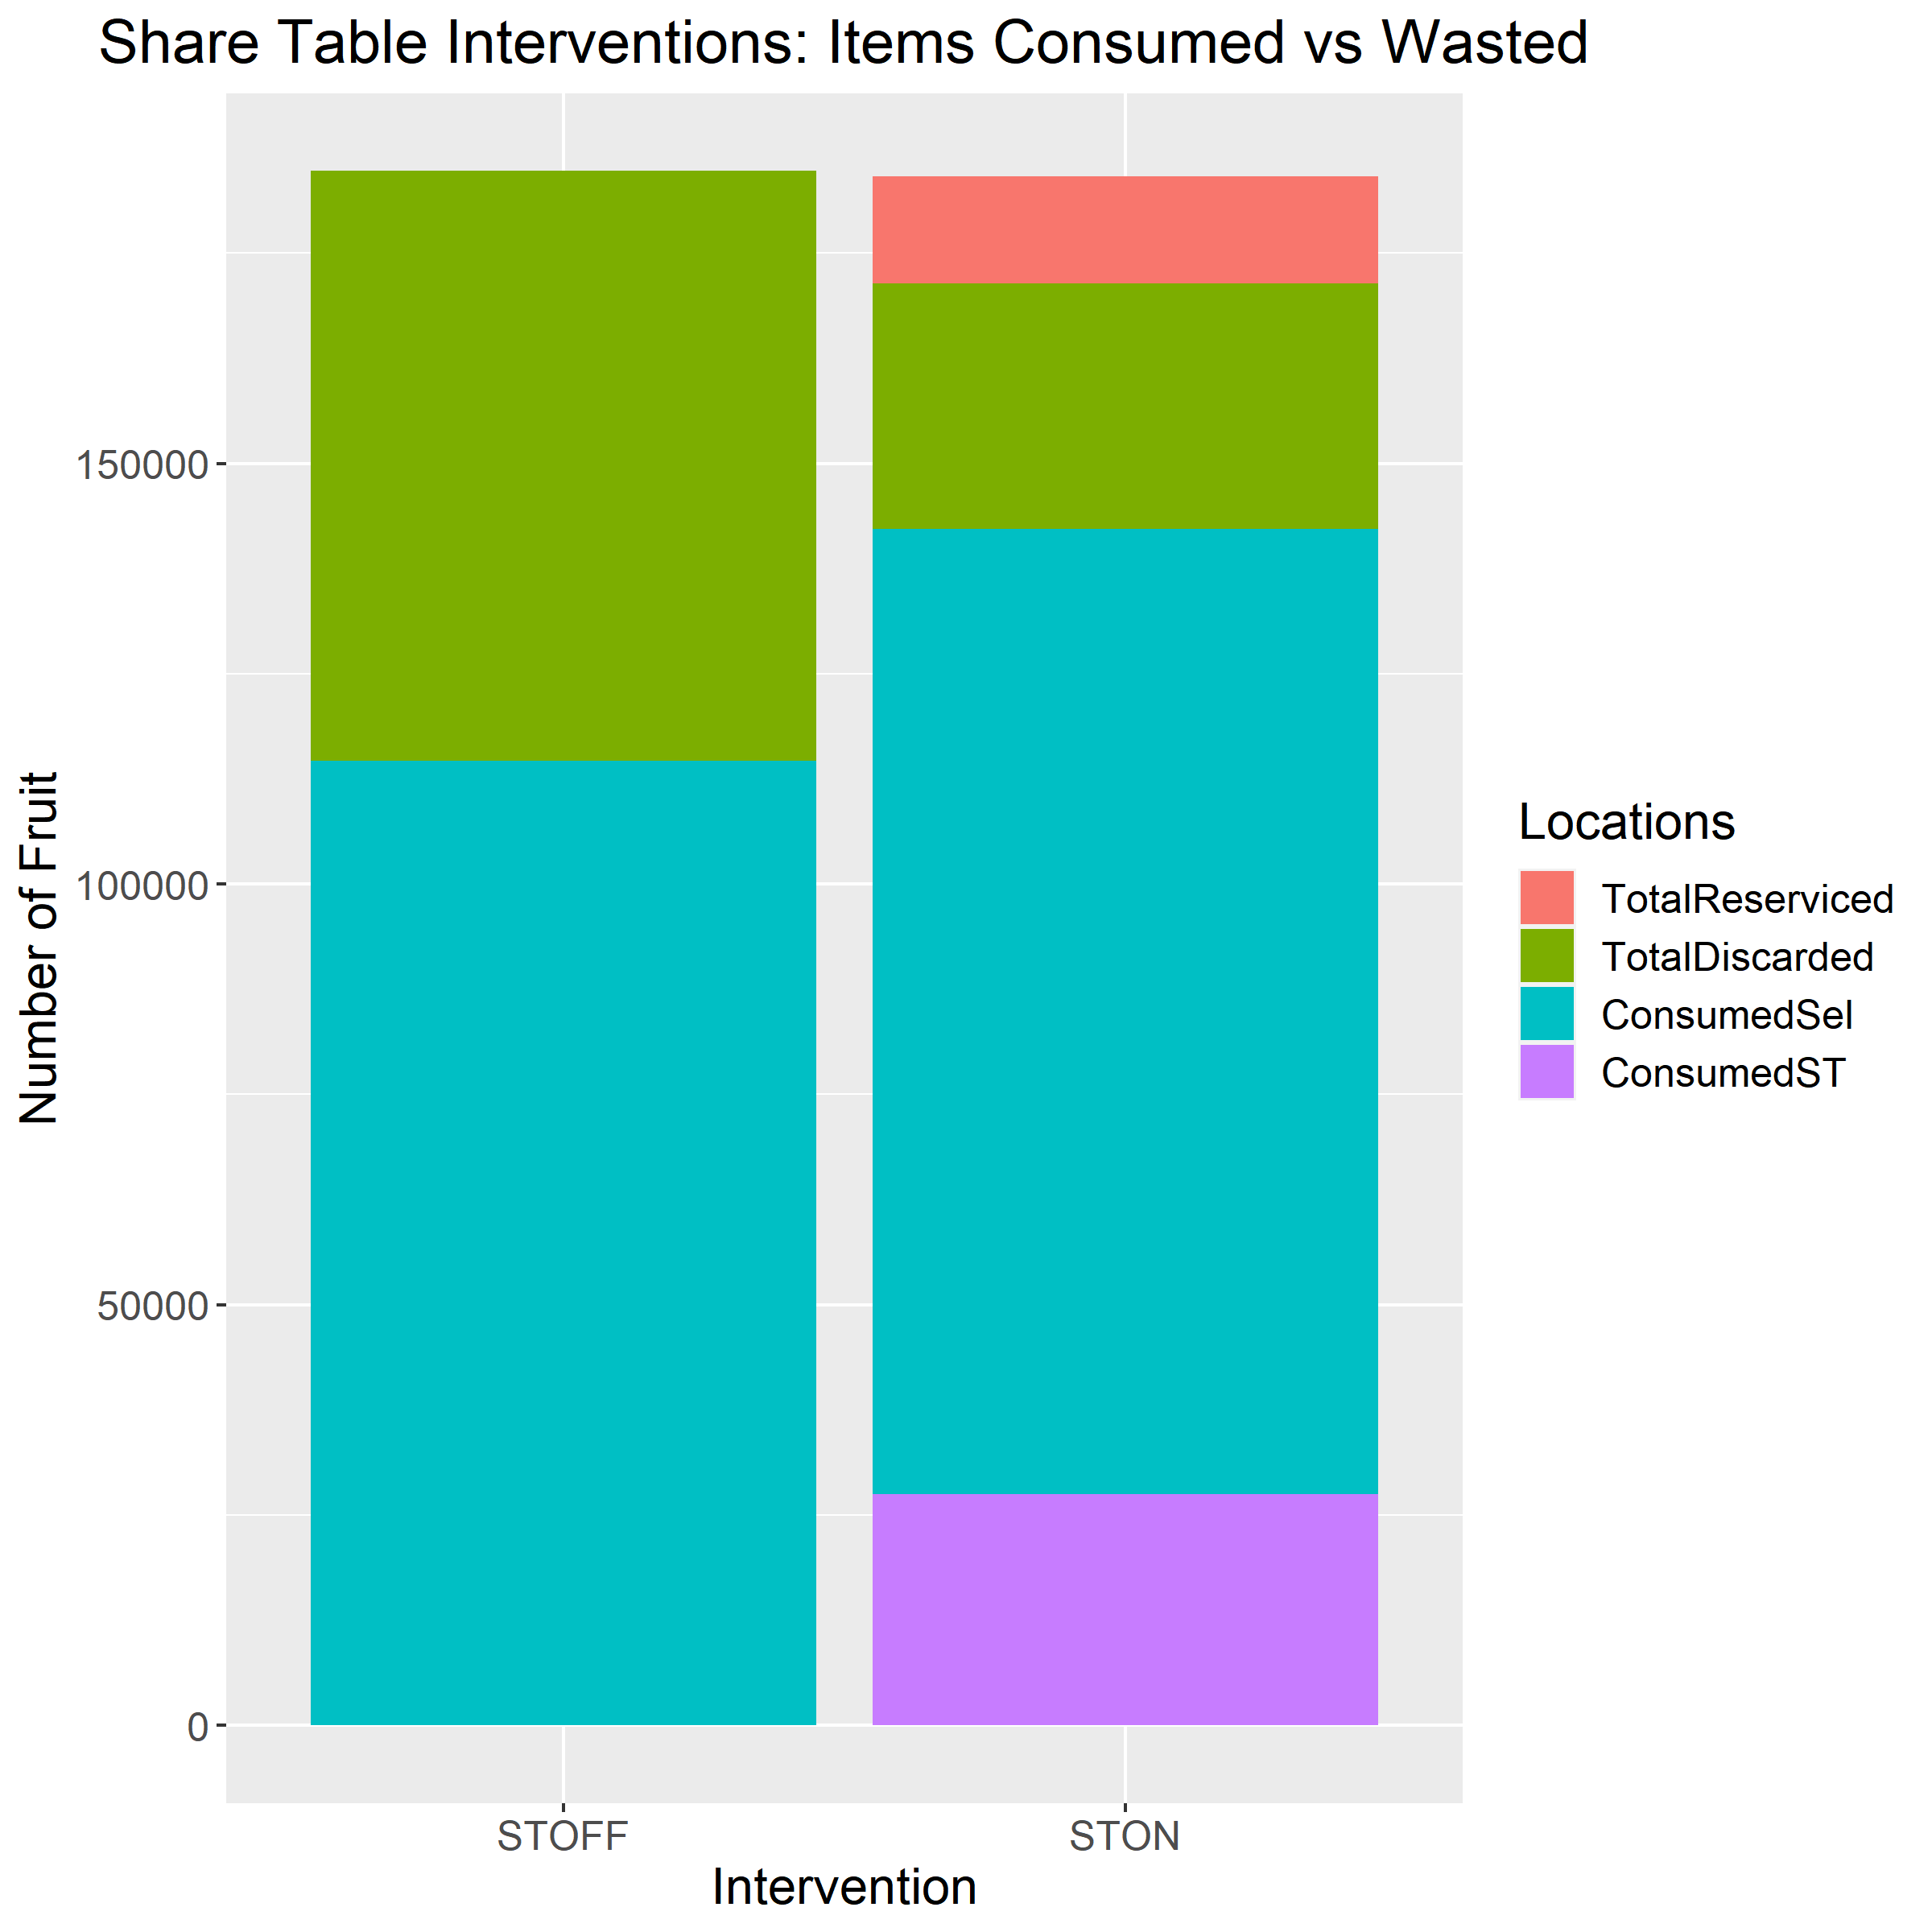 Share Table Interventions: Items Consumed vs Wasted
Number of Fruit
150000
100000
50000
0
STOFF
STON
Intervention
Locations
TotalReserviced
TotalDiscarded
ConsumedSel
ConsumedST